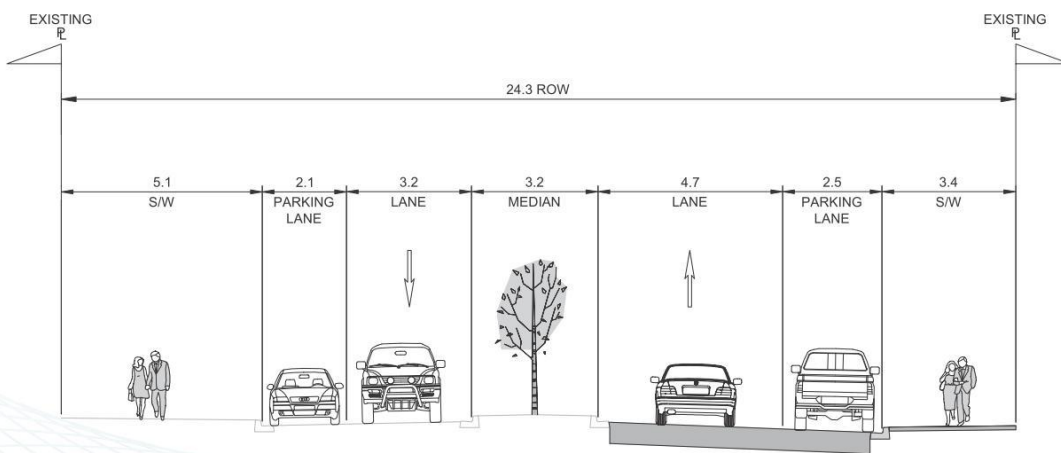 EXISTING
PL
EXISTING
PL
24.3 ROW
5.1
S/W
2.1
PARKING
LANE
3.2
LANE
3.2
MEDIAN
4.7
LANE
2.5
PARKING
LANE
3.4
S/W